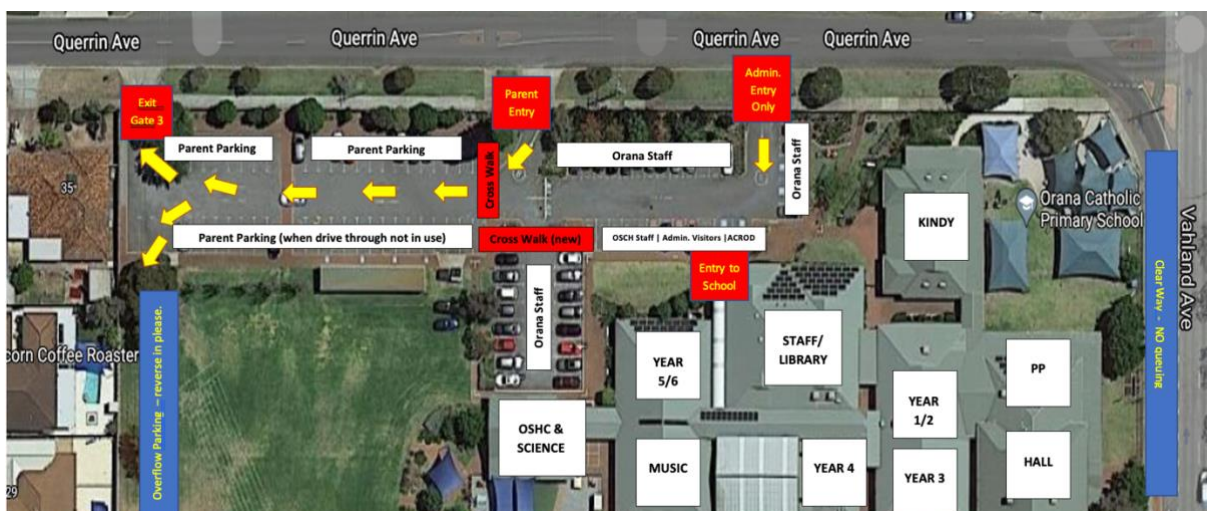 Querrin Ave
Querrin Ave
Querrin Ave
Querrin Ave
Exit
Gate 3
Parent
Entry
Admin.
Entry
Only
Parent Parking
Parent Parking
Cross Walk
Orana Staff
Orana Staff
35
KINDY
Orana Catholic
Primary School
Vahland Ave
Clear Way - NO queuing
Parent Parking (when drive through not in use)
Cross Walk (new)
OSCH Staff | Admin. Visitors |ACROD
Entry to
School
Overflow Parking – reverse in please.
corn Coffee Roaster
Orana Staff
YEAR
5/6
STAFF/
LIBRARY
PP
YEAR
1/2
OSHC &
SCIENCE
MUSIC
YEAR 4
YEAR 3
HALL
29